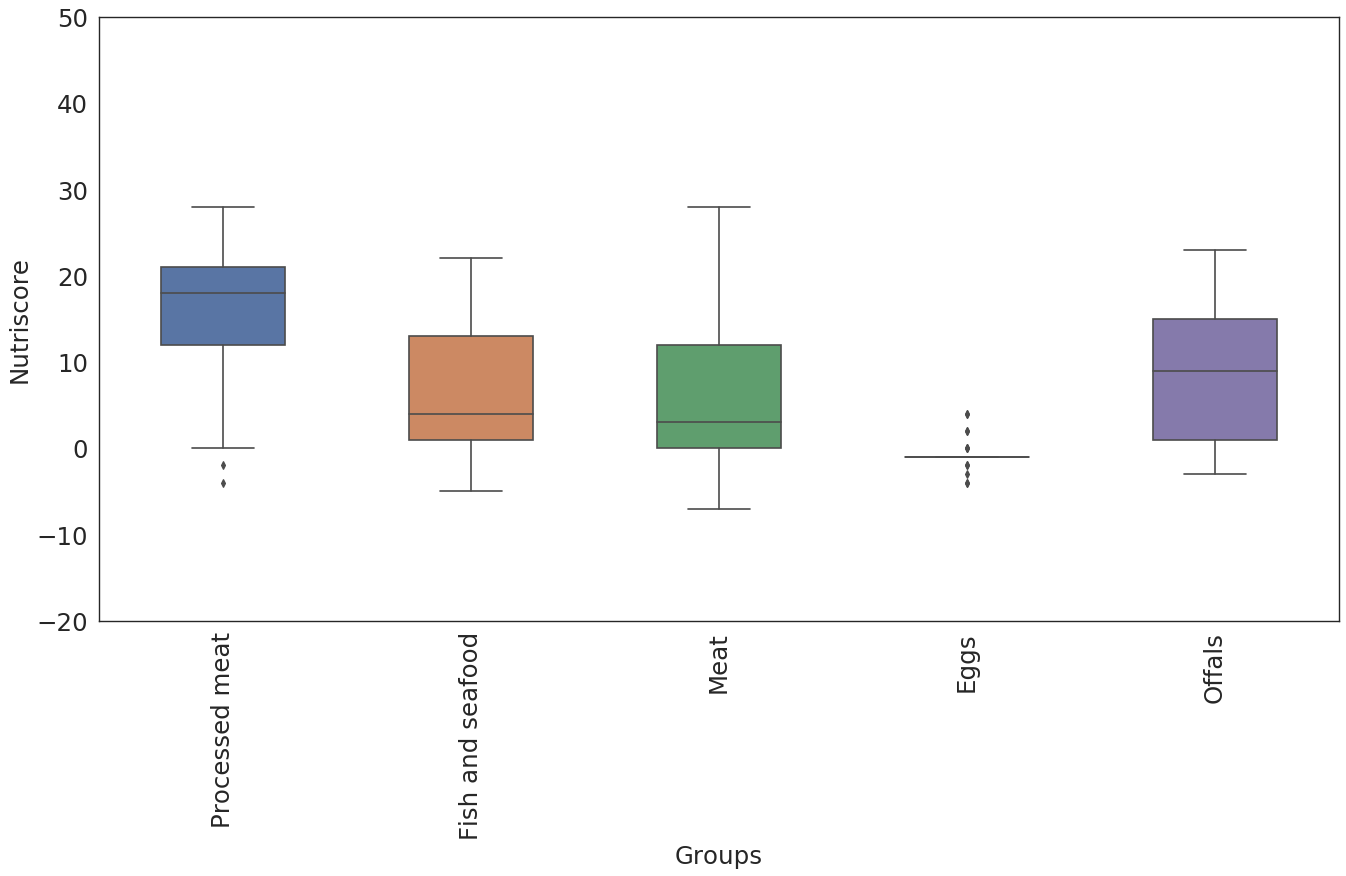 50
40
30
20
10
0
−10
−20
Nutriscore
Processed meat
Fish and seafood
Meat
Eggs
Offals
Groups